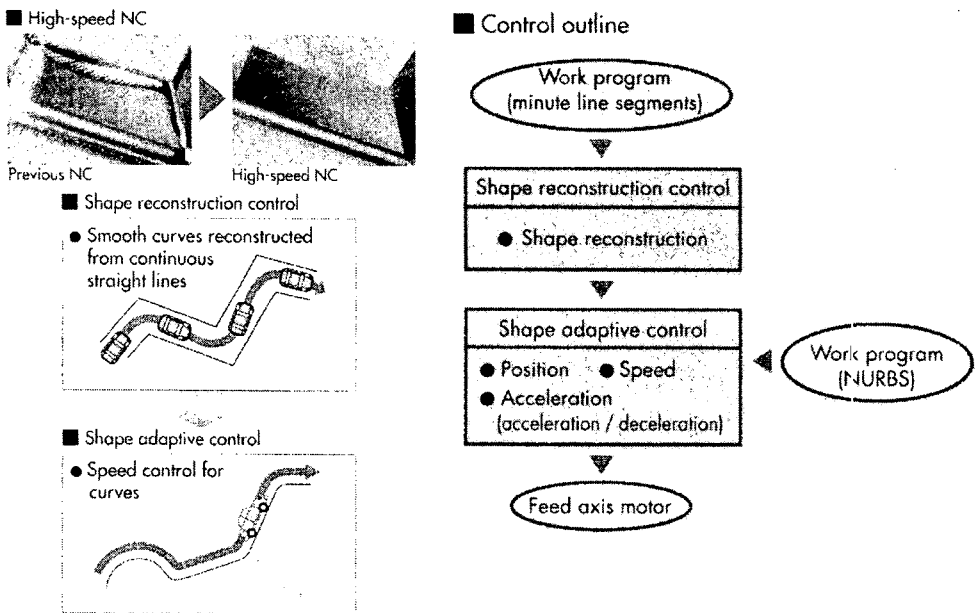 ■ High-speed NC
Previous NC
High-speed NC
■ Shape reconstruction control
● Smooth curves reconstructed
from continuous
straight lines
■ Shape adaptive control
● Speed control for
curves
■ Control outline
Work program
(minute line segments)
Shape reconstruction control
● Shape reconstruction
Shape adaptive control
● Position ● Speed
● Acceleration
(acceleration / deceleration)
Work program
(NURBS)
Feed axis motor